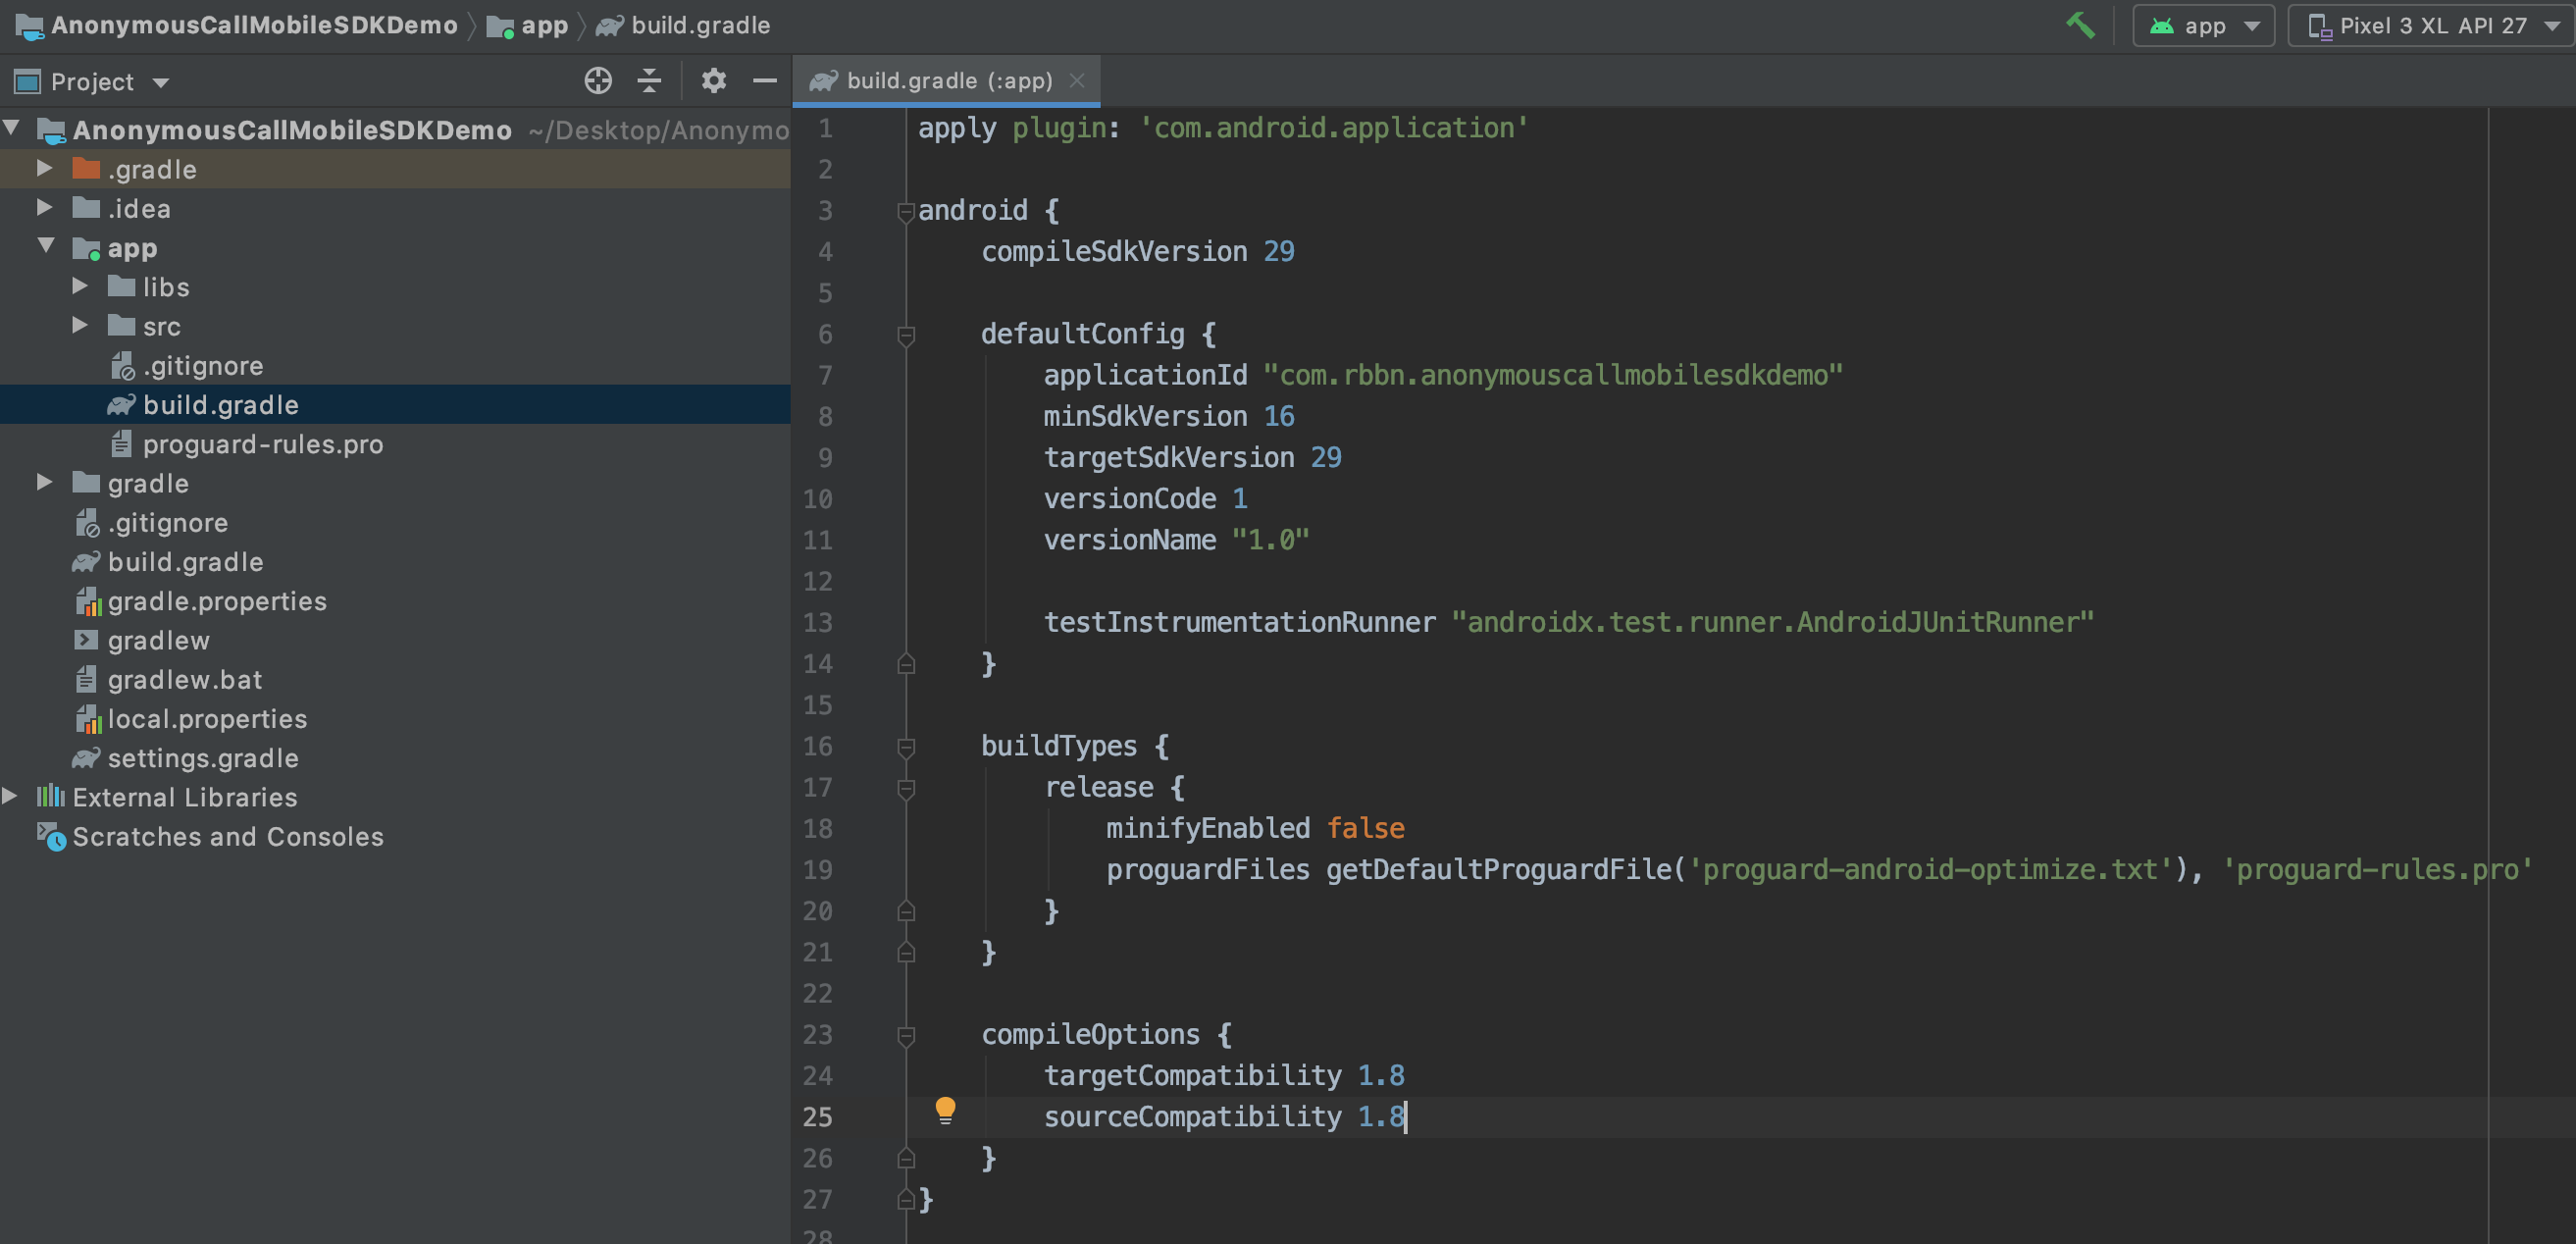 AnonymousCallMobileSDKDemo app build.gradle
app Pixel 3 XL API 27
Project
AnonymousCallMobileSDKDemo ~/Desktop/Anonymo
.gradle
.idea
app
libs
src
.gitignore
build.gradle
proguard-rules.pro
gradle
.gitignore
build.gradle
gradle.properties
gradlew
gradlew.bat
local.properties
settings.gradle
External Libraries
Scratches and Consoles
build.gradle (:app)
1 apply plugin: 'com.android.application'
2
3 android {
4 compileSdkVersion 29
5
6 defaultConfig {
7 applicationId "com.rbbn.anonymouscallmobilesdkdemo"
8 minSdkVersion 16
9 targetSdkVersion 29
10 versionCode 1
11 versionName "1.0"
12
13 testInstrumentationRunner "androidx.test.runner.AndroidJUnitRunner"
14 }
15
16 buildTypes {
17 release {
18 minifyEnabled false
19 proguardFiles getDefaultProguardFile('proguard-android-optimize.txt'), 'proguard-rules.pro'
20 }
21 }
22
23 compileOptions {
24 targetCompatibility 1.8
25 sourceCompatibility 1.8
26 }
27 }
28